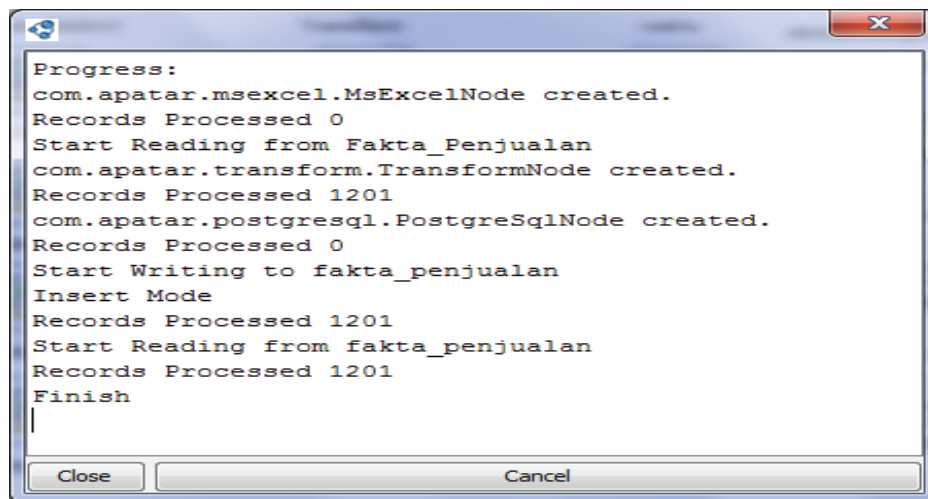 Progress:
com.apatar.msexcel.MsExcelNode created.
Records Processed 0
Start Reading from Fakta_Penjualan
com.apatar.transform.TransformNode created.
Records Processed 1201
com.apatar.postgresql.PostgreSqlNode created.
Records Processed 0
Start Writing to fakta_penjualan
Insert Mode
Records Processed 1201
Start Reading from fakta_penjualan
Records Processed 1201
Finish
Close Cancel